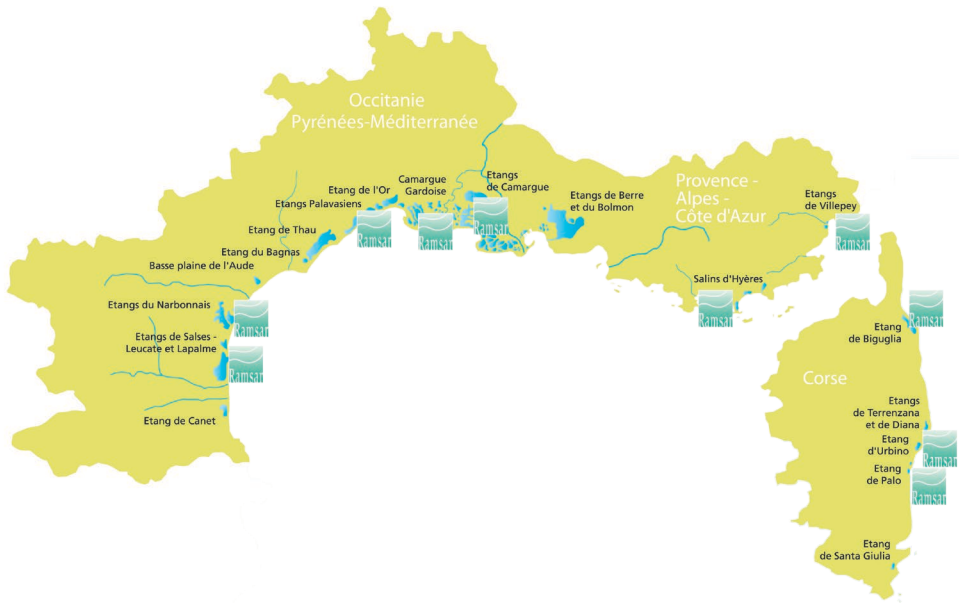 Occitanie
Pyrénées-Méditerranée
Camargue
Gardoise
Etangs
de Camargue
Etang de l'Or
Etangs Palavasiens
Etang de Thau
Etang du Bagnas
Basse plaine de l'Aude
Etangs du Narbonnais
Etangs de Salses -
Leucate et Lapalme
Etang de Canet
Etangs de Berre
et du Bolmon
Provence -
Alpes -
Côte d'Azur
Etangs
de Villepey
Salins d'Hyères
Ramsar
Ramsar
Ramsar
Ramsar
Ramsar
Ramsar
Ramsar
Ramsar
Etang
de Biguglia
Corse
Etangs
de Terrenzana
et de Diana
Etang
d'Urbino
Ramsar
Etang
de Palo
Ramsar
Etang
de Santa Giulia